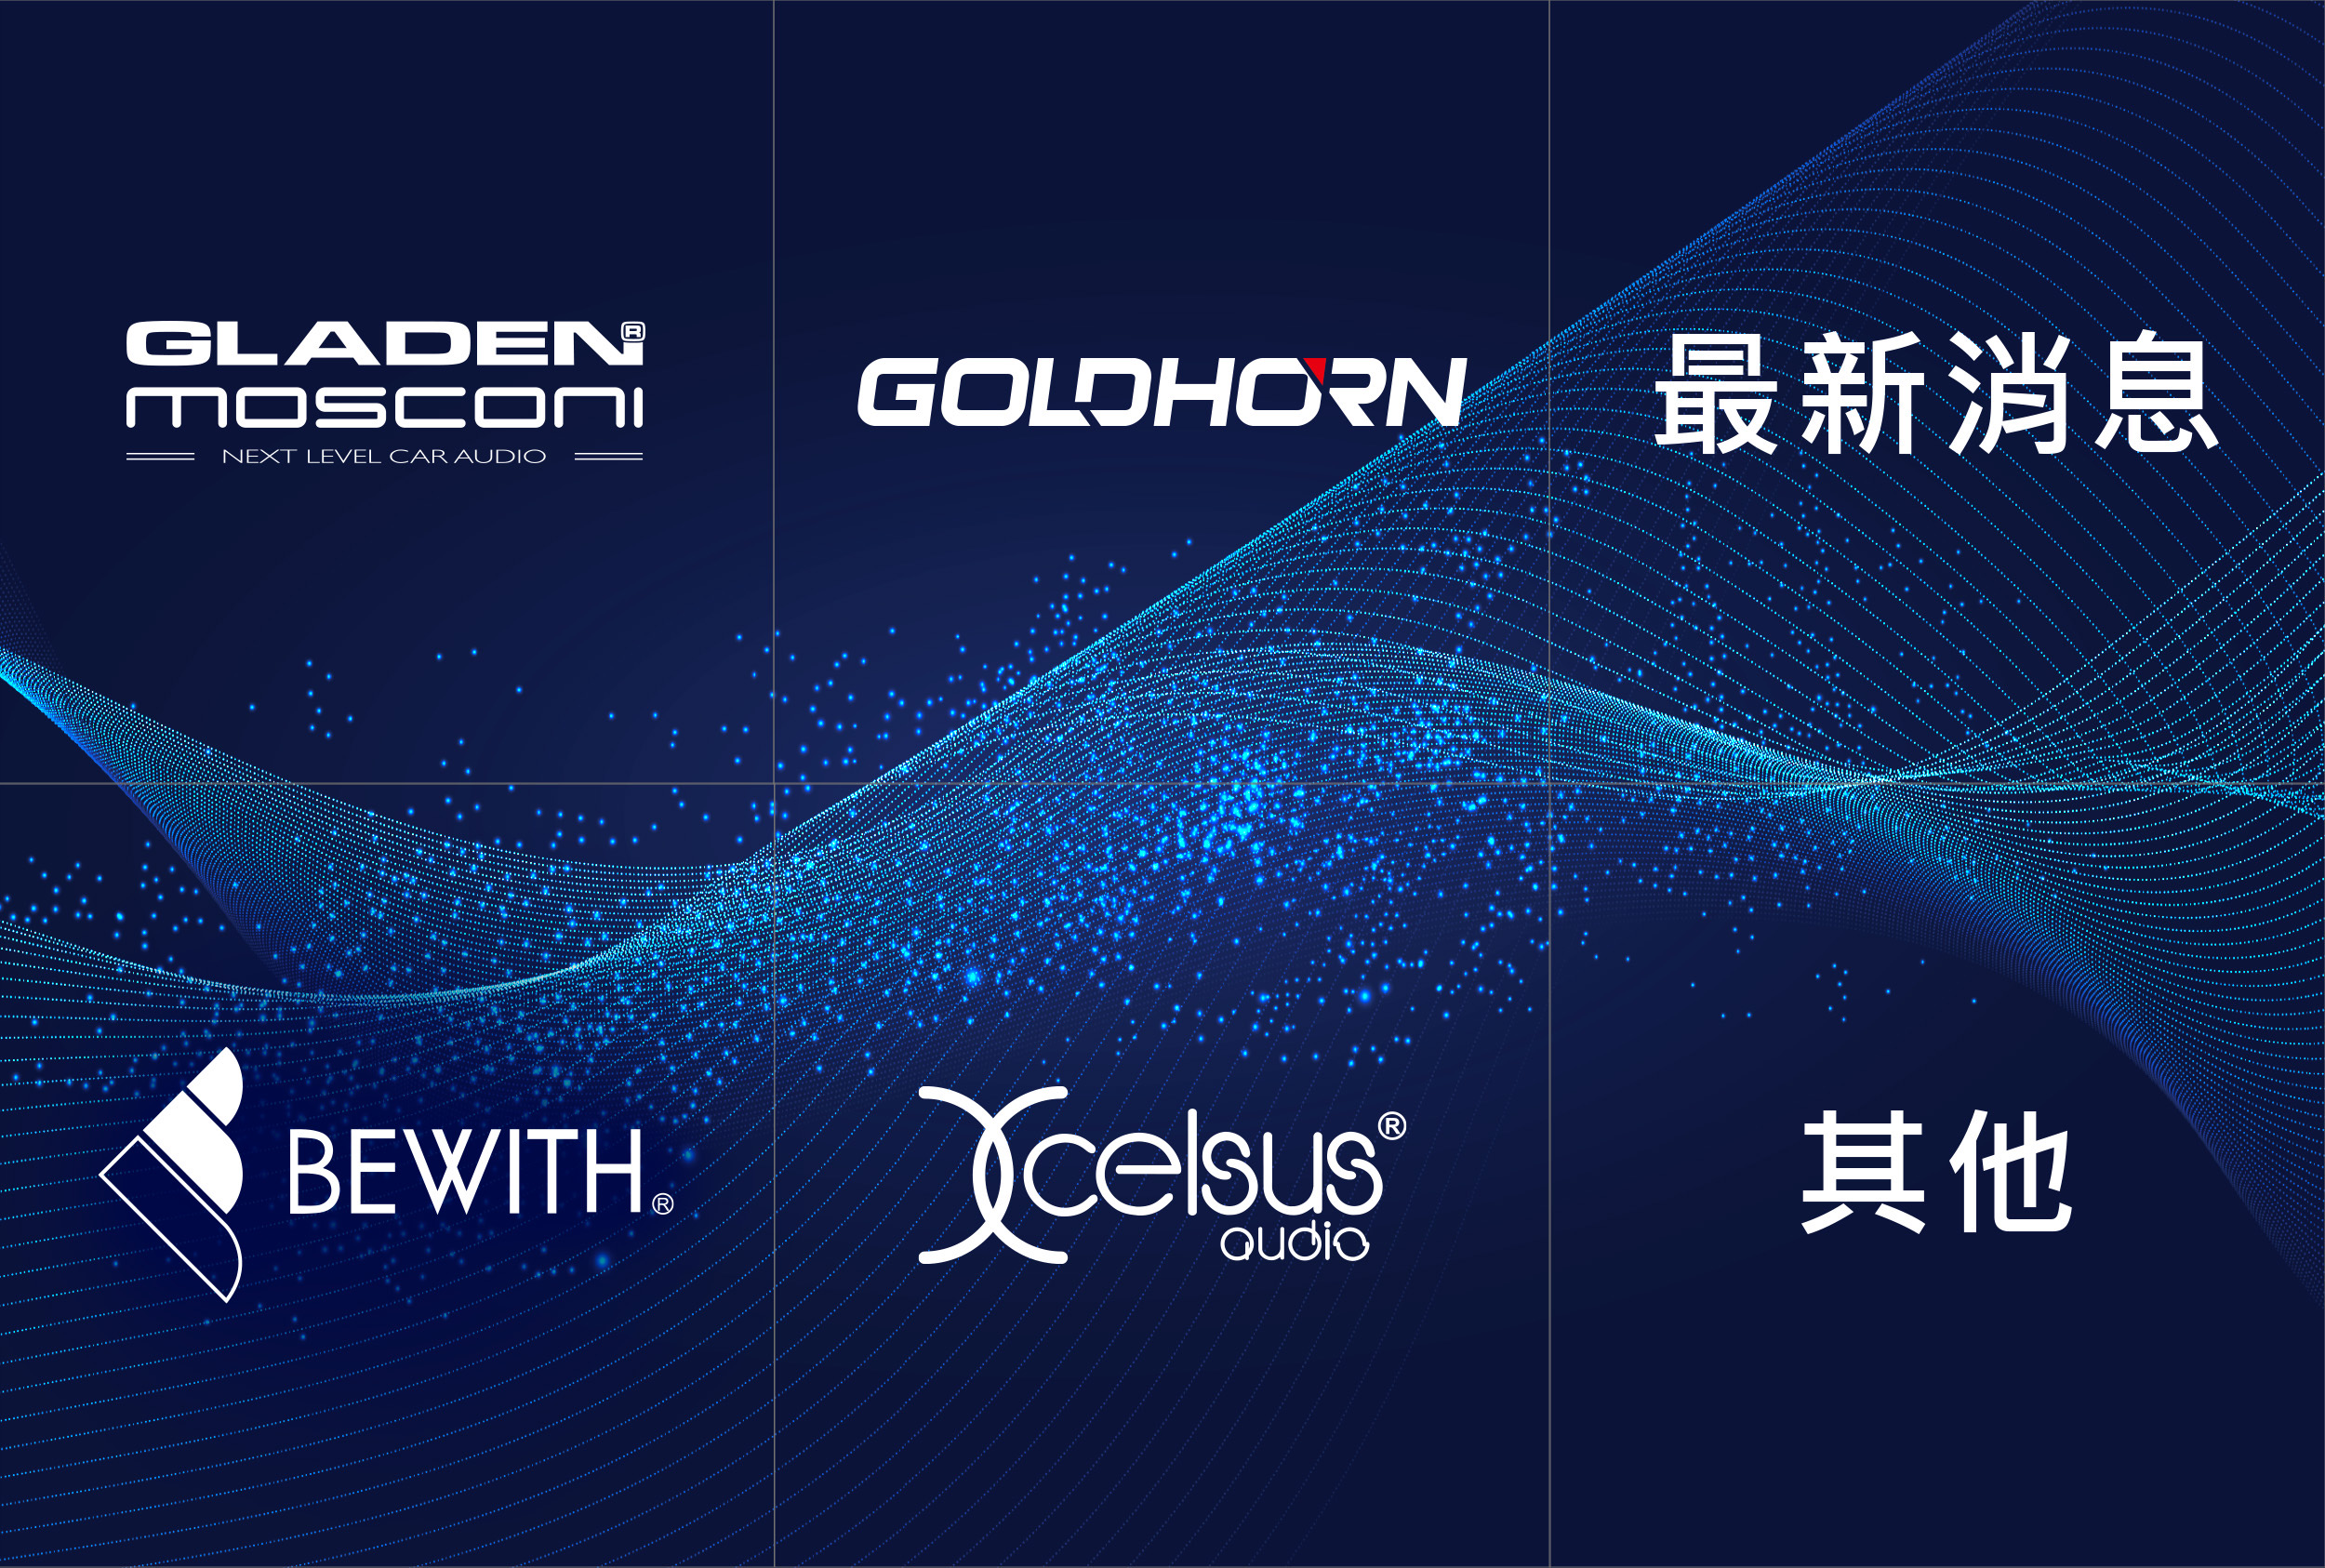 GLADEN®
MOSCONI
NEXT LEVEL CAR AUDIO
GOLDHORN
最新消息
BEWITH®
Xcelsus®
audio
其他